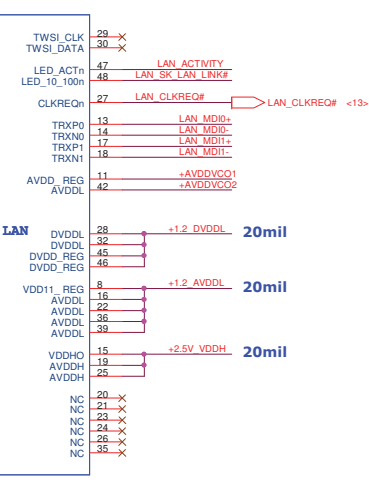 TWSI_CLK 29
TWSI_DATA 30
LED_ACTn 47 LAN_ACTIVITY
LED_10_100n 48 LAN_SK_LAN_LINK#
CLKREQn 27 LAN_CLKREQ# LAN_CLKREQ# <13>
TRXP0 13 LAN_MDI0+
TRXN0 14 LAN_MDI0-
TRXP1 17 LAN_MDI1+
TRXN1 18 LAN_MDI1-
AVDD_REG 11 +AVDDVCO1
AVDDL 42 +AVDDVCO2
LAN DVDDL 28 +1.2_DVDDL 20mil
DVDDL 32
DVDD_REG 45
DVDD_REG 46
VDD11_REG 8 +1.2_AVDDL 20mil
AVDDL 16
AVDDL 22
AVDDL 36
AVDDL 39
VDDHO 15 +2.5V_VDDH 20mil
AVDDH 19
AVDDH 25
NC 20
NC 21
NC 23
NC 24
NC 26
NC 35